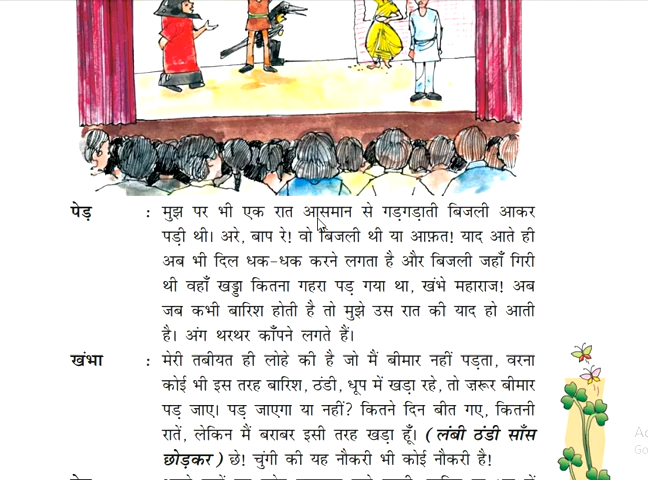 पेड़ : मुझ पर भी एक रात आसमान से गड़गड़ाती बिजली आकर
पड़ी थी। अरे, बाप रे! वो बिजली थी या आफ़त! याद आते ही
अब भी दिल धक-धक करने लगता है और बिजली जहाँ गिरी
थी वहाँ खड्डा कितना गहरा पड़ गया था, खंभे महाराज! अब
जब कभी बारिश होती है तो मुझे उस रात की याद हो आती
है। अंग थरथर काँपने लगते हैं।
खंभा : मेरी तबीयत ही लोहे की है जो मैं बीमार नहीं पड़ता, वरना
कोई भी इस तरह बारिश, ठंडी, धूप में खड़ा रहे, तो ज़रूर बीमार
पड़ जाए। पड़ जाएगा या नहीं? कितने दिन बीत गए, कितनी
रातें, लेकिन मैं बराबर इसी तरह खड़ा हूँ। (लंबी ठंडी साँस
छोड़कर) छे! चुंगी की यह नौकरी भी कोई नौकरी है!